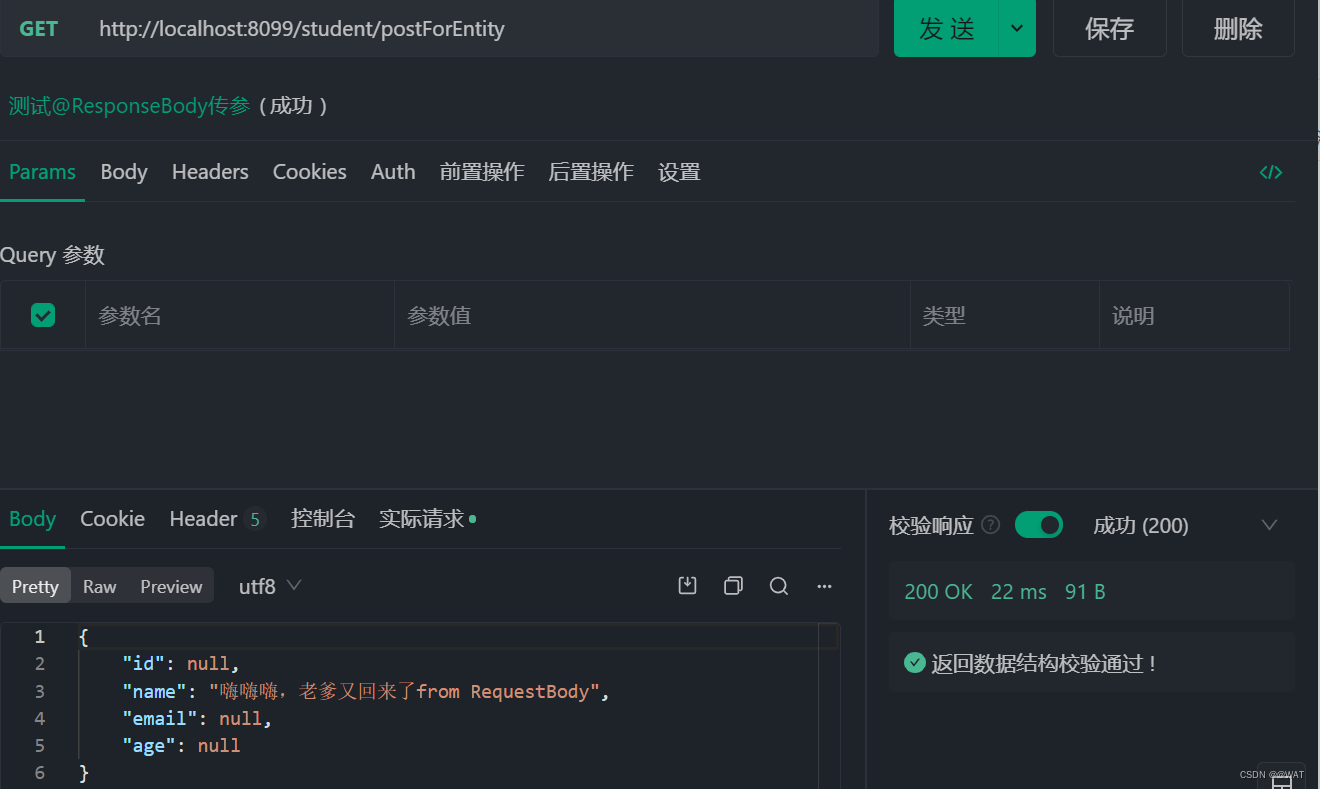 GET http://localhost:8099/student/postForEntity 发 送 保存 删除
测试@ResponseBody传参 ( 成功 )
Params Body Headers Cookies Auth 前置操作 后置操作 设置 </>
Query 参数
参数名 参数值 类型 说明
Body Cookie Header 5 控制台 实际请求
校验响应 ? 成功 (200)
Pretty Raw Preview utf8
200 OK 22 ms 91 B
返回数据结构校验通过 !
1 {
2 "id": null,
3 "name": "嗨嗨嗨，老爹又回来了from RequestBody",
4 "email": null,
5 "age": null
6 }
CSDN @@WAT